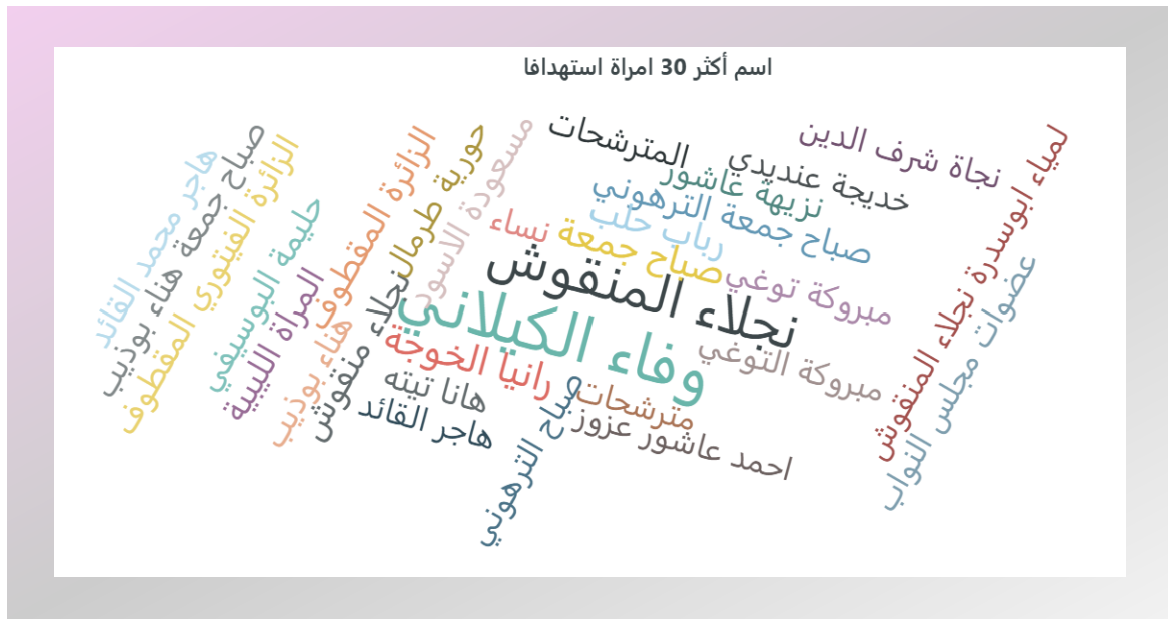 اسم أكثر 30 امراة استهدافا
نجاة شرف الدين
المترشحات
خديجة عنديدي
نزيهة عاشور
صباح جمعة الترهوني
رباب حلب
نساء
صباح جمعة
مبروكة توغي
نجلاء المنقوش
وفاء الكيلاني
مبروكة التوغي
رانيا الخوجة
هانا تيته
مترشحات
هاجر القائد
احمد عاشور عزوز
صباح الترهوني
لمياء ابوسدرة نجلاء المنقوش
عضوات مجلس النواب
مسعودة الاسود
حورية طرمال
نجلاء منقوش
الزائرة المقطوف
هناء بوذيب
المراة الليبية
حليمة البوسيفي
الزائرة الفيتوري المقطوف
صباح جمعة هناء بوذيب
هاجر محمد القائد